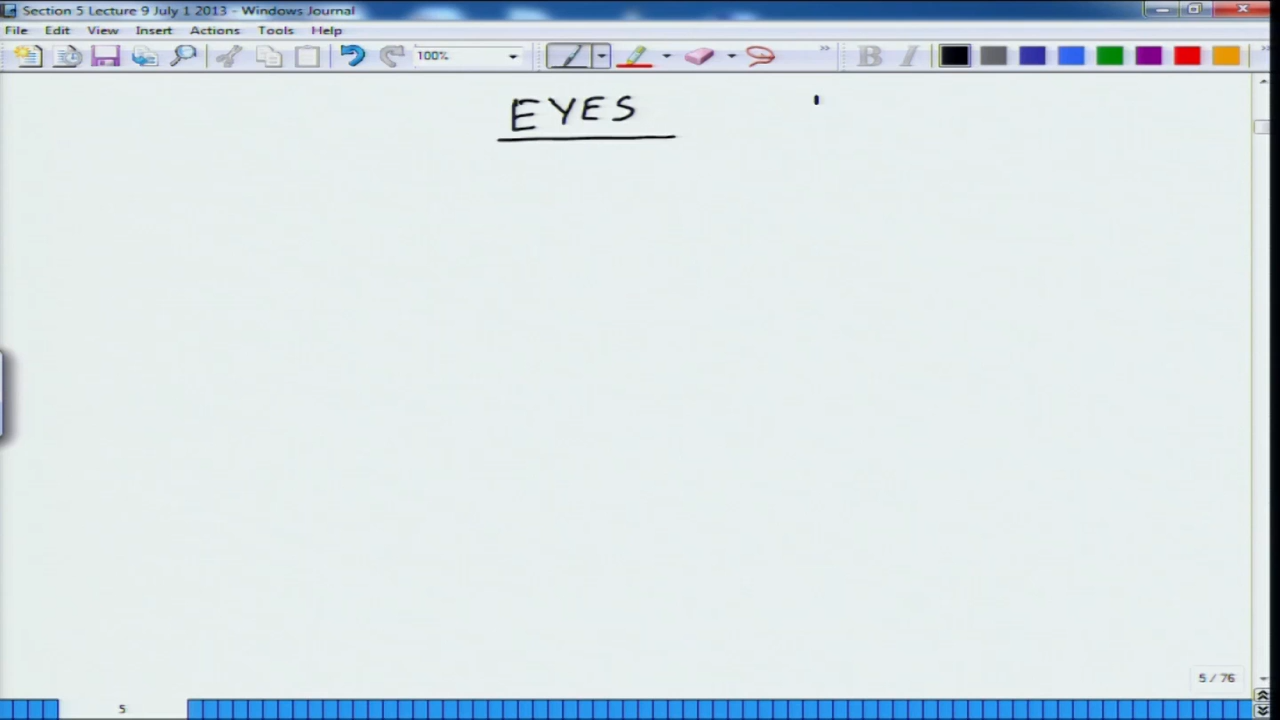 Section 5 Lecture 9 July 1 2013 - Windows Journal
File Edit View Insert Actions Tools Help
100%
B I
EYES
5 / 76
5